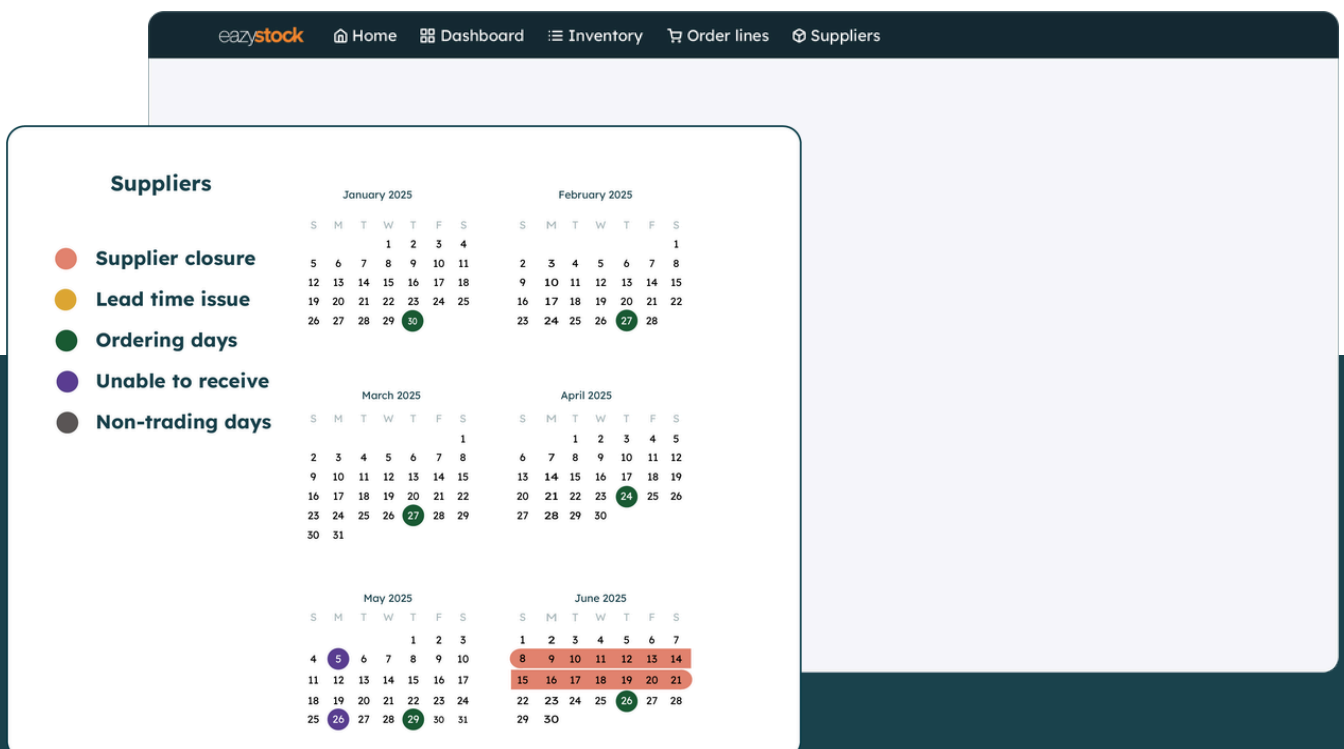 eazystock Home Dashboard Inventory Order lines Suppliers
Suppliers
Supplier closure
Lead time issue
Ordering days
Unable to receive
Non-trading days
January 2025
S M T W T F S
1 2 3 4
5 6 7 8 9 10 11
12 13 14 15 16 17 18
19 20 21 22 23 24 25
26 27 28 29 30
February 2025
S M T W T F S
1
2 3 4 5 6 7 8
9 10 11 12 13 14 15
16 17 18 19 20 21 22
23 24 25 26 27 28
March 2025
S M T W T F S
1
2 3 4 5 6 7 8
9 10 11 12 13 14 15
16 17 18 19 20 21 22
23 24 25 26 27 28 29
30 31
April 2025
S M T W T F S
1 2 3 4 5
6 7 8 9 10 11 12
13 14 15 16 17 18 19
20 21 22 23 24 25 26
27 28 29 30
May 2025
S M T W T F S
1 2 3
4 5 6 7 8 9 10
11 12 13 14 15 16 17
18 19 20 21 22 23 24
25 26 27 28 29 30 31
June 2025
S M T W T F S
1 2 3 4 5 6 7
8 9 10 11 12 13 14
15 16 17 18 19 20 21
22 23 24 25 26 27 28
29 30